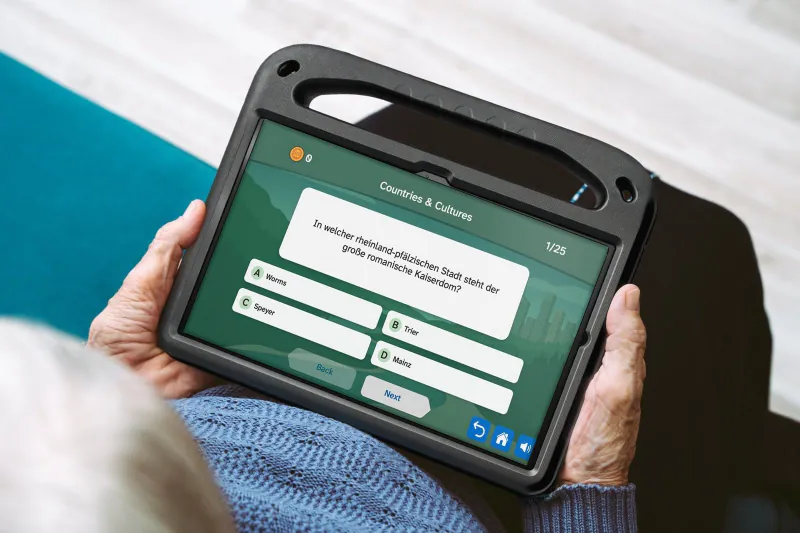 0
Countries & Cultures
1/25
In welcher rheinland-pfälzischen Stadt steht der
große romanische Kaiserdom?
A Worms
B Trier
C Speyer
D Mainz
Back
Next